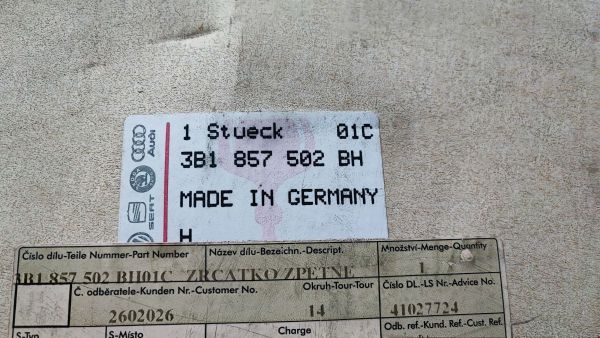 1 Stueck 01C
3B1 857 502 BH
MADE IN GERMANY
H
Audi
SEAT
Číslo dílu-Teile Nummer-Part Number Název dílu-Bezeichn.-Descript. Množství-Menge-Quantity
3B1 857 502 BH01C ZRCATKO ZPETNE 1
Č. odběratele-Kunden Nr.-Customer No. Okruh-Tour-Tour Číslo DL.-LS Nr.-Advice No.
2602026 14 41027724
S-Typ S-Místo Charge Odb. ref.-Kund. Ref.-Cust. Ref.